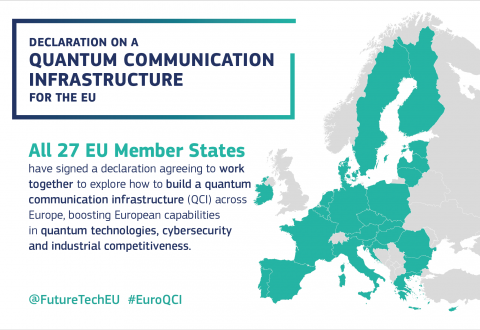 DECLARATION ON A
QUANTUM COMMUNICATION
INFRASTRUCTURE
FOR THE EU
All 27 EU Member States
have signed a declaration agreeing to work
together to explore how to build a quantum
communication infrastructure (QCI) across
Europe, boosting European capabilities
in quantum technologies, cybersecurity
and industrial competitiveness.
@FutureTechEU #EuroQCI